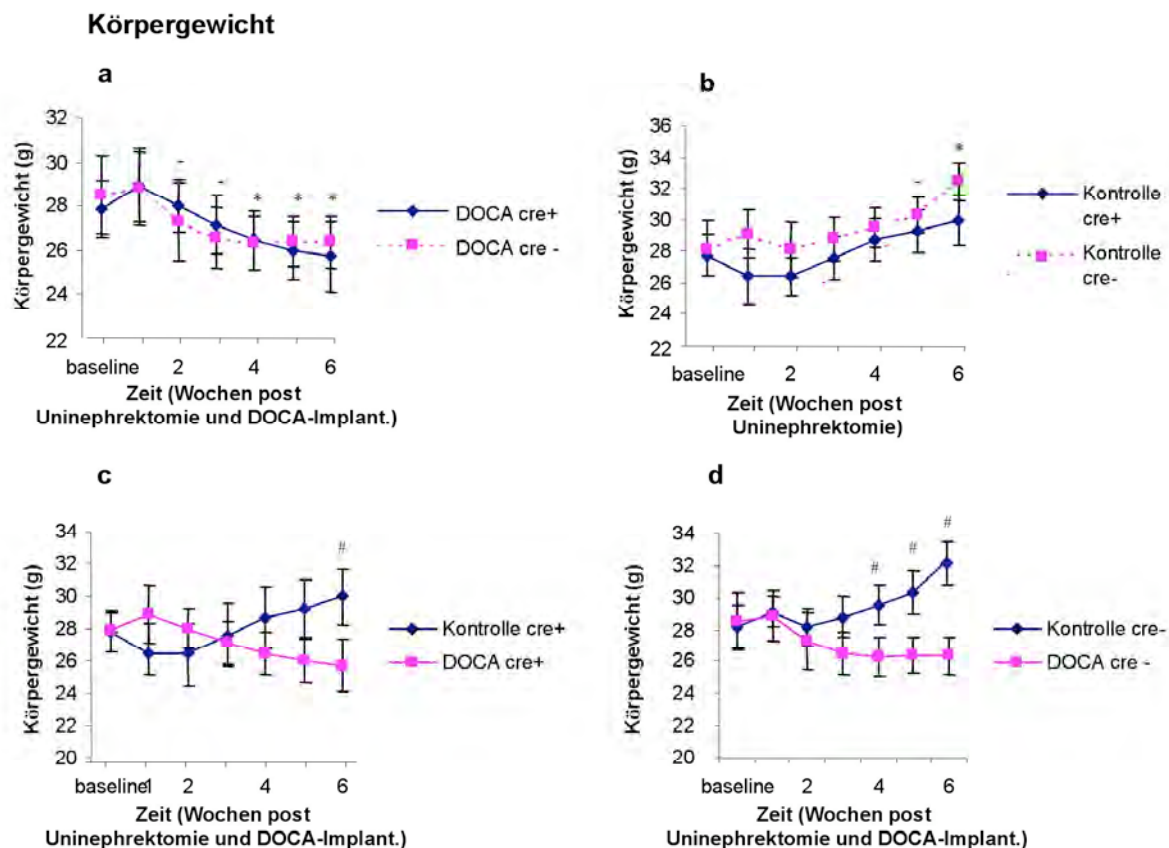 Körpergewicht
a
32
30
28
26
24
22
Körpergewicht (g)
- - * * *
baseline 2 4 6
Zeit (Wochen post
Uninephrektomie und DOCA-Implant.)
DOCA cre+
DOCA cre -
b
36
34
32
30
28
26
24
22
Körpergewicht (g)
- *
baseline 2 4 6
Zeit (Wochen post
Uninephrektomie)
Kontrolle
cre+
Kontrolle
cre-
c
34
32
30
28
26
24
22
20
Körpergewicht (g)
#
baseline1 2 4 6
Zeit (Wochen post
Uninephrektomie und DOCA-Implant.)
Kontrolle cre+
DOCA cre+
d
34
32
30
28
26
24
22
20
Körpergewicht (g)
# # #
baseline 2 4 6
Zeit (Wochen post
Uninephrektomie und DOCA-Implant.)
Kontrolle cre-
DOCA cre -